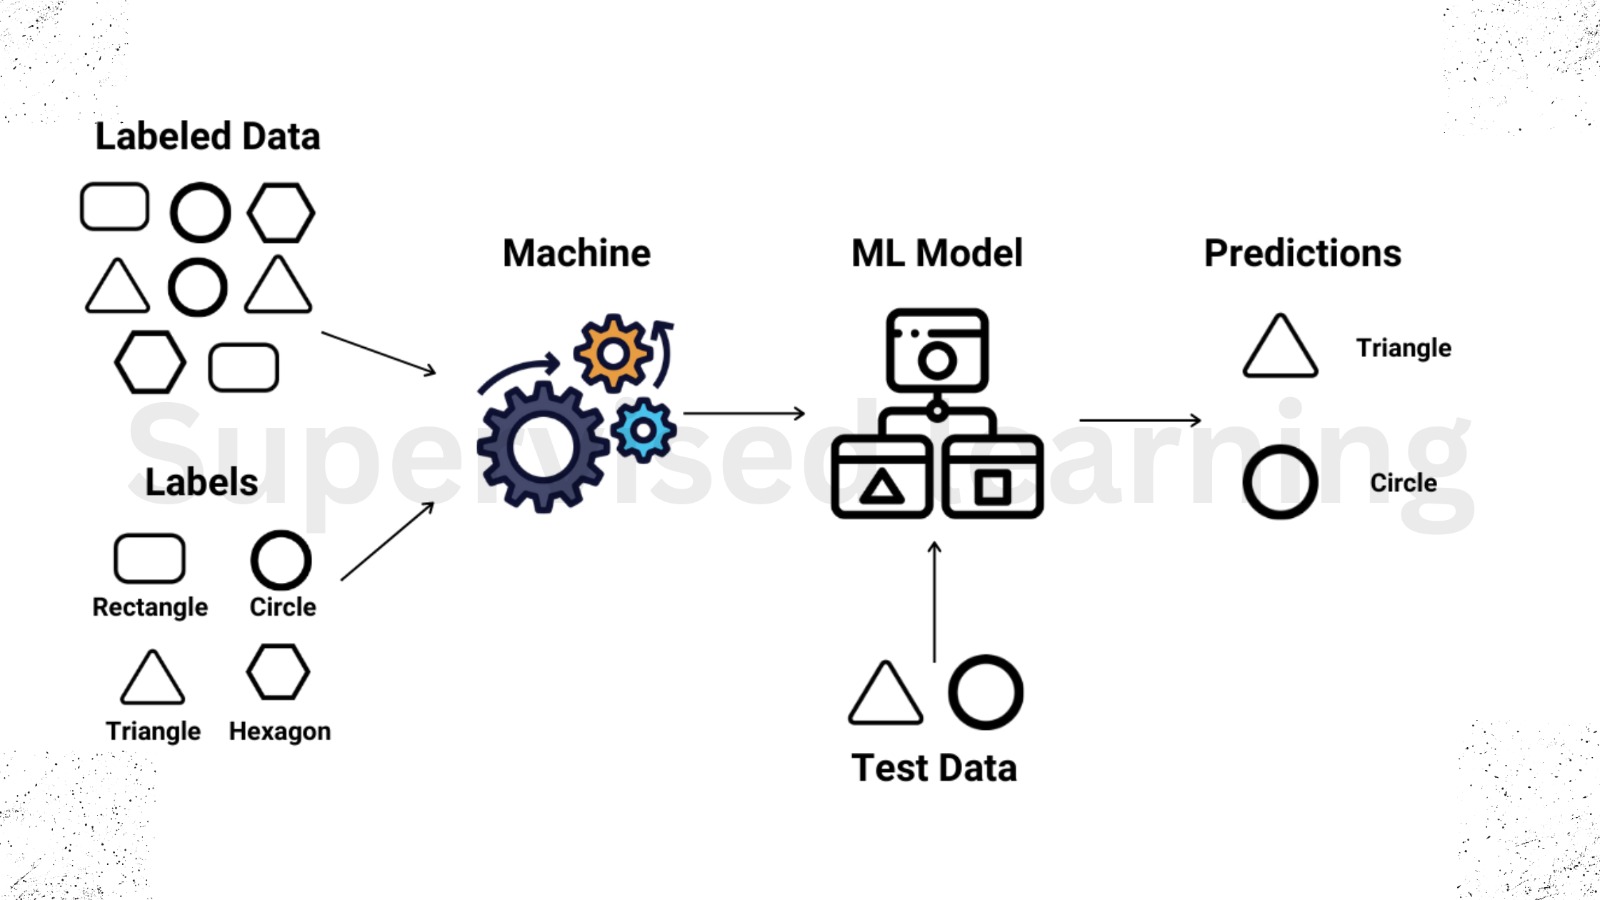 Labeled Data
Machine
ML Model
Predictions
Triangle
Circle
Supervised learning
Labels
Rectangle
Circle
Triangle
Hexagon
Test Data